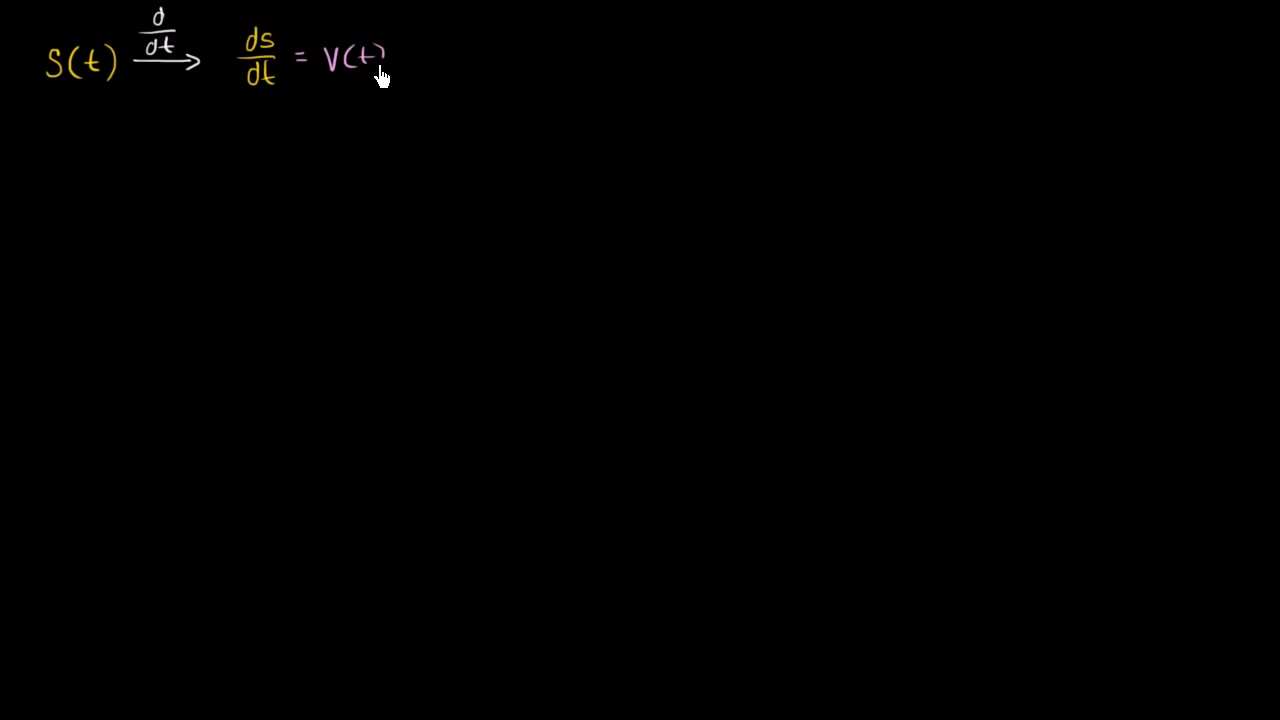 S(t) d/dt → ds/dt = v(t)